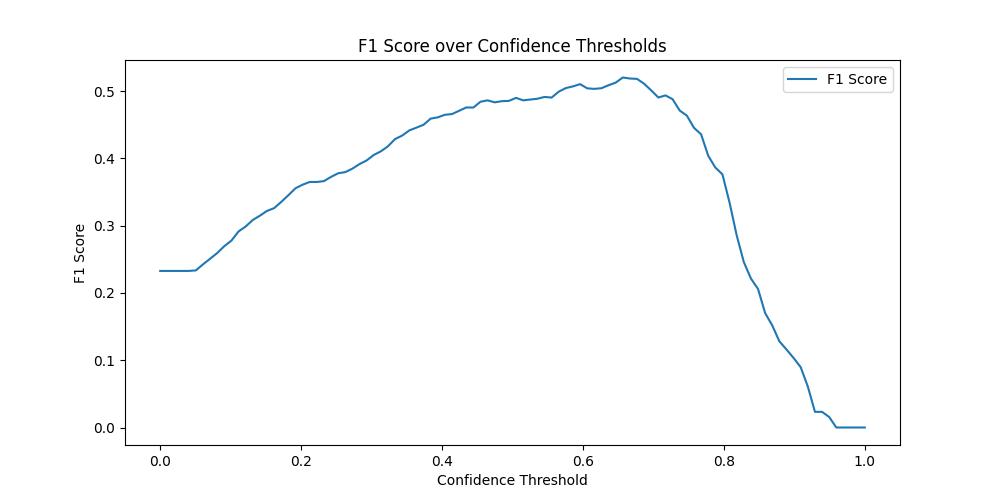 F1 Score over Confidence Thresholds
F1 Score
0.5
0.4
0.3
0.2
0.1
0.0
F1 Score
0.0 0.2 0.4 0.6 0.8 1.0
Confidence Threshold